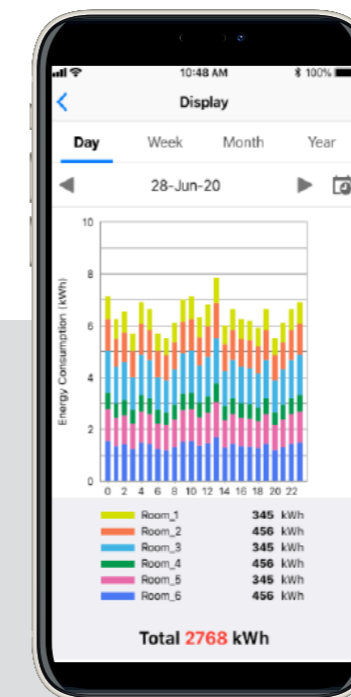 10:48 AM 100%
Display
Day Week Month Year
28-Jun-20
10
8
6
4
2
0
Energy Consumption (kWh)
0 2 4 6 8 10 12 14 16 18 20 22
Room_1 345 kWh
Room_2 456 kWh
Room_3 345 kWh
Room_4 456 kWh
Room_5 345 kWh
Room_6 456 kWh
Total 2768 kWh